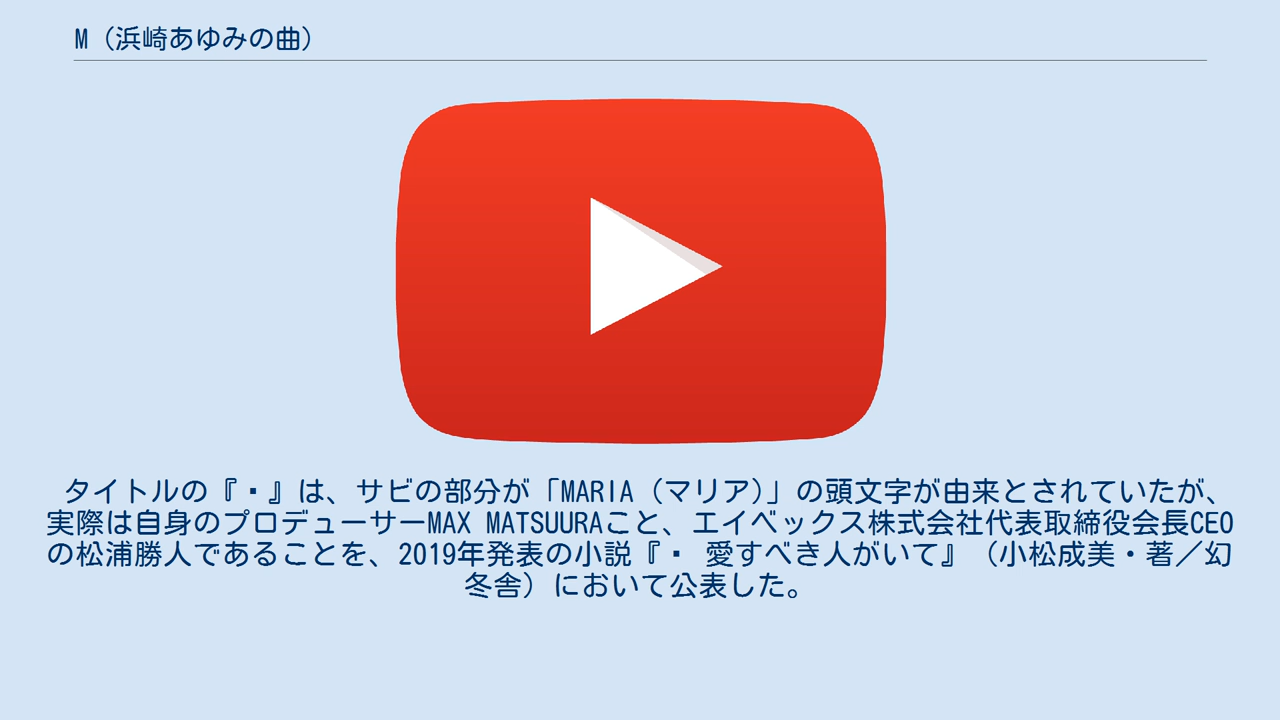 M（浜崎あゆみの曲）
タイトルの『▪』は、サビの部分が「MARIA（マリア）」の頭文字が由来とされていたが、
実際は自身のプロデューサーMAX MATSUURAこと、エイベックス株式会社代表取締役会長CEO
の松浦勝人であることを、2019年発表の小説『▪ 愛すべき人がいて』（小松成美・著／幻
冬舎）において公表した。